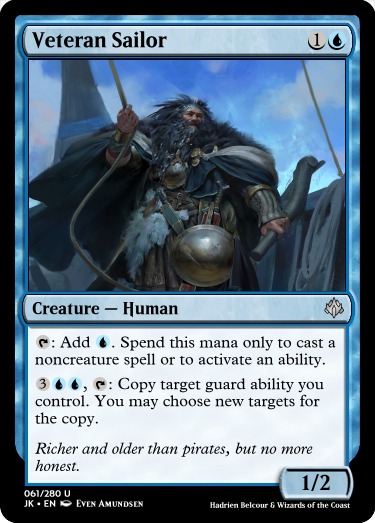 Veteran Sailor 1
Creature — Human
: Add . Spend this mana only to cast a
noncreature spell or to activate an ability.
3 , : Copy target guard ability you
control. You may choose new targets for
the copy.
Richer and older than pirates, but no more
honest.
1/2
061/280 U
JK • EN Even Amundsen
Hadrien Belcour & Wizards of the Coast